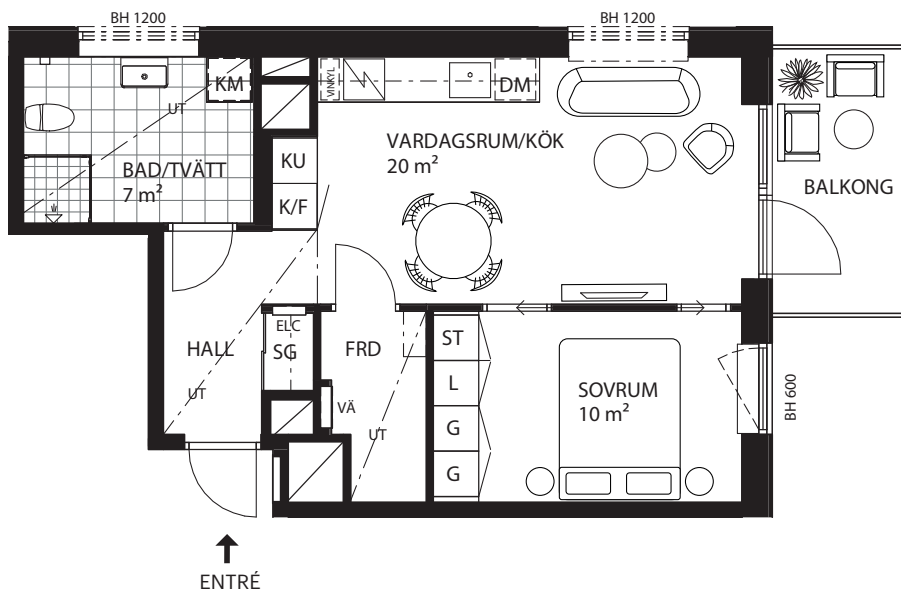 BH 1200
BH 1200
KM
UT
BAD/TVÄTT
7 m²
VINKYL
DM
KU
K/F
VARDAGSRUM/KÖK
20 m²
BALKONG
HALL
UT
ELC
SG
FRD
VÄ
UT
ST
L
G
G
SOVRUM
10 m²
BH 600
ENTRÉ